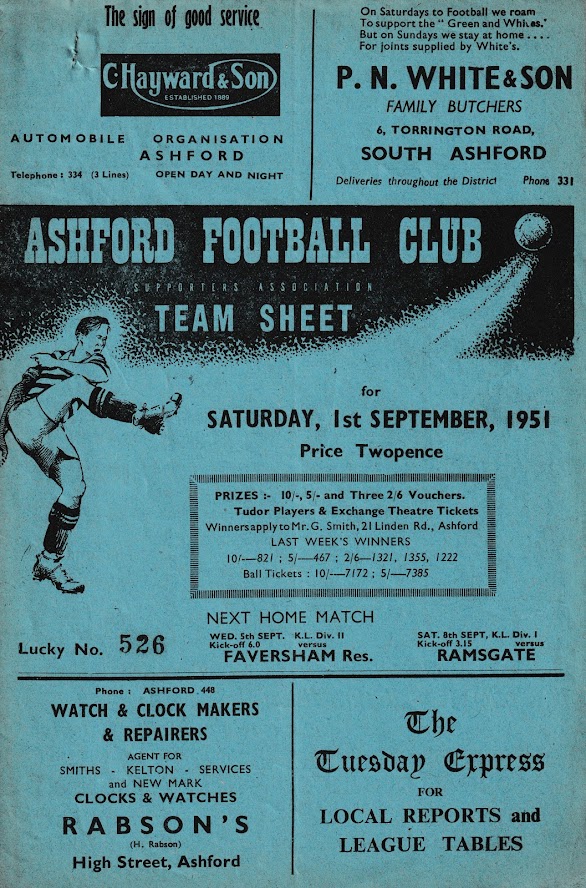 The sign of good service
C. Hayward & Son
ESTABLISHED 1889
AUTOMOBILE ORGANISATION
ASHFORD
Telephone : 334 (3 Lines) OPEN DAY AND NIGHT
On Saturdays to Football we roam
To support the " Green and Whites."
But on Sundays we stay at home . . . .
For joints supplied by White's.
P. N. WHITE & SON
FAMILY BUTCHERS
6, TORRINGTON ROAD,
SOUTH ASHFORD
Deliveries throughout the District Phone 331
ASHFORD FOOTBALL CLUB
SUPPORTERS ASSOCIATION
TEAM SHEET
for
SATURDAY, 1st SEPTEMBER, 1951
Price Twopence
PRIZES :- 10/-, 5/- and Three 2/6 Vouchers.
Tudor Players & Exchange Theatre Tickets
Winners apply to Mr. G. Smith, 21 Linden Rd., Ashford
LAST WEEK'S WINNERS
10/-—821 ; 5/—467 ; 2/6—1321, 1355, 1222
Ball Tickets : 10/-—7172 ; 5/—7385
NEXT HOME MATCH
Lucky No. 526
WED. 5th SEPT. K.L. Div. II
Kick-off 6.0 versus
FAVERSHAM Res.
SAT. 8th SEPT, K.L. Div. I
Kick-off 3.15 versus
RAMSGATE
Phone : ASHFORD 448
WATCH & CLOCK MAKERS
& REPAIRERS
AGENT FOR
SMITHS - KELTON - SERVICES
and NEW MARK
CLOCKS & WATCHES
RABSON'S
(H. Rabson)
High Street, Ashford
The
Tuesday Express
FOR
LOCAL REPORTS and
LEAGUE TABLES